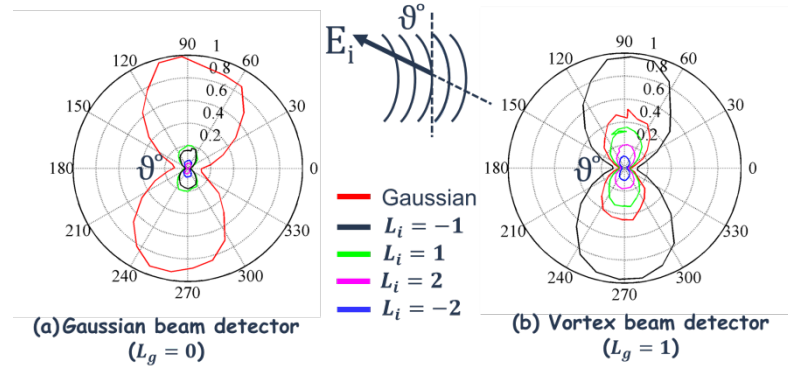 ϑ°
E_i
90
1
120
60
0.8
0.6
150
30
0.4
0.2
180
ϑ°
0
210
330
240
300
270
90
1
120
60
0.8
0.6
150
30
0.4
0.2
180
ϑ°
0
210
330
240
300
270
Gaussian
L_i = −1
L_i = 1
L_i = 2
L_i = −2
(a) Gaussian beam detector
(L_g = 0)
(b) Vortex beam detector
(L_g = 1)